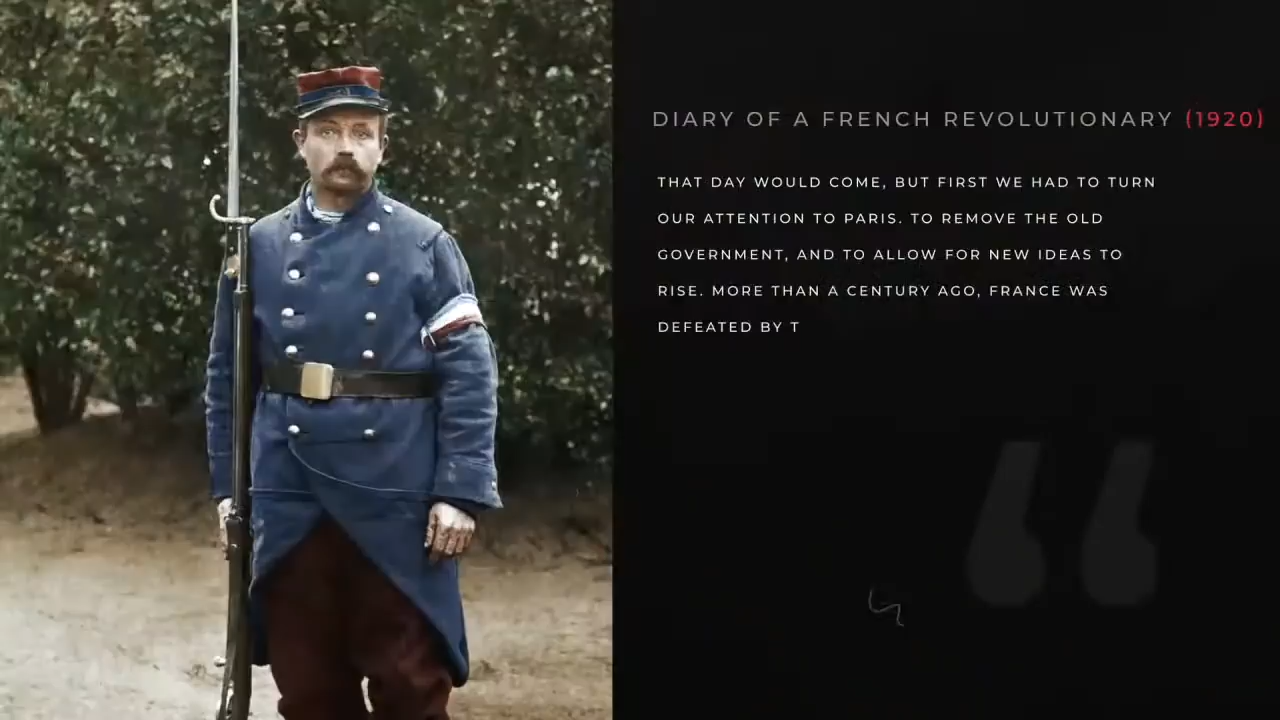 DIARY OF A FRENCH REVOLUTIONARY (1920)
THAT DAY WOULD COME, BUT FIRST WE HAD TO TURN
OUR ATTENTION TO PARIS. TO REMOVE THE OLD
GOVERNMENT, AND TO ALLOW FOR NEW IDEAS TO
RISE. MORE THAN A CENTURY AGO, FRANCE WAS
DEFEATED BY T